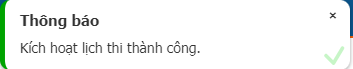 Thông báo
×
Kích hoạt lịch thi thành công.